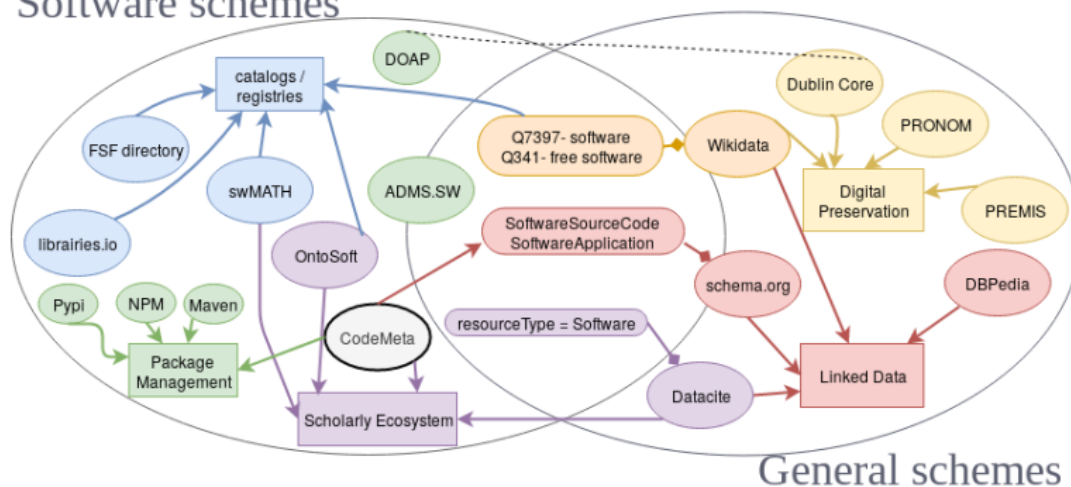 Software schemes
DOAP
catalogs /
registries
Dublin Core
PRONOM
FSF directory
Q7397- software
Q341- free software
Wikidata
swMATH
ADMS.SW
Digital
Preservation
PREMIS
librairies.io
OntoSoft
SoftwareSourceCode
SoftwareApplication
schema.org
DBPedia
Pypi
NPM
Maven
CodeMeta
resourceType = Software
Package
Management
Linked Data
Datacite
Scholarly Ecosystem
General schemes